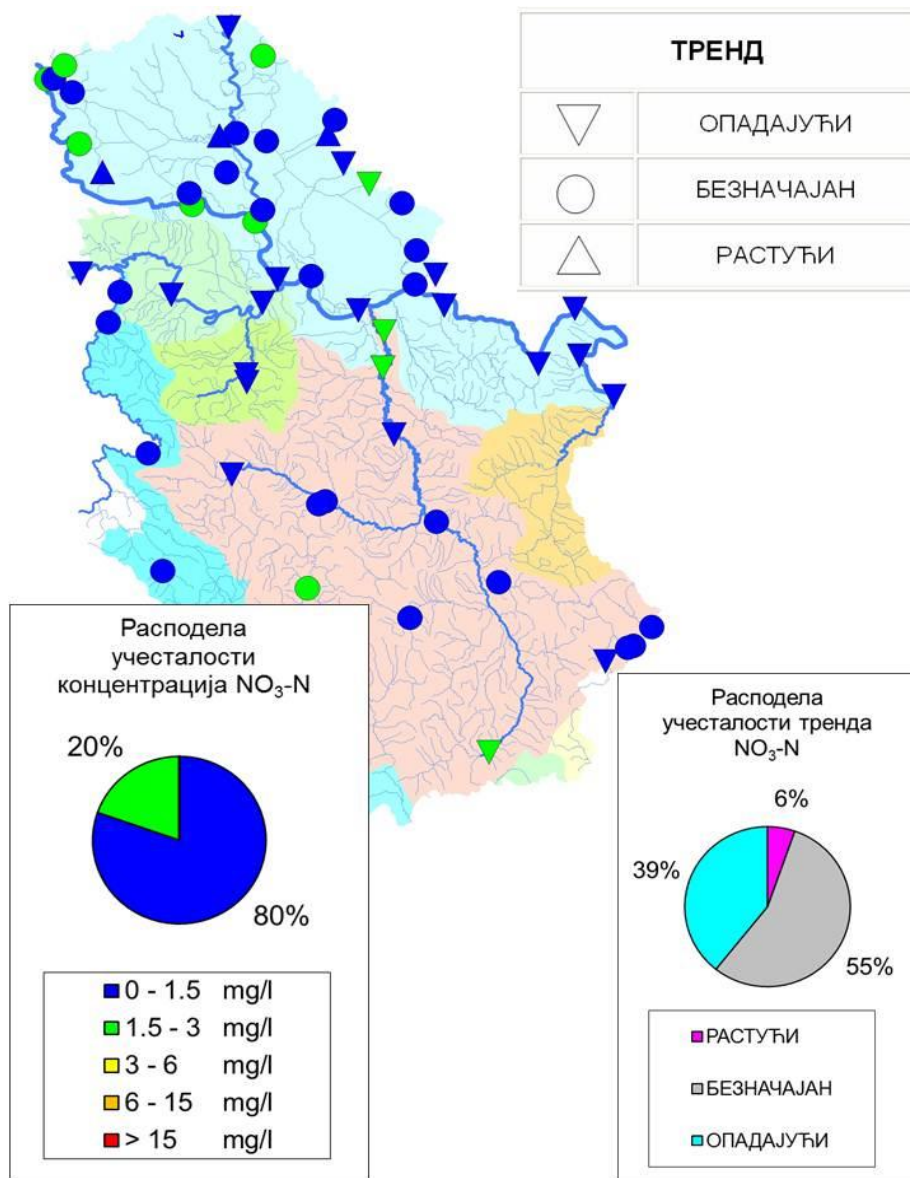 ТРЕНД
ОПАДАЈУЋИ
БЕЗНАЧАЈАН
РАСТУЋИ
Расподела
учесталости
концентрација NO₃-N
20%
80%
0 - 1.5 mg/l
1.5 - 3 mg/l
3 - 6 mg/l
6 - 15 mg/l
> 15 mg/l
Расподела
учесталости тренда
NO₃-N
6%
39%
55%
РАСТУЋИ
БЕЗНАЧАЈАН
ОПАДАЈУЋИ